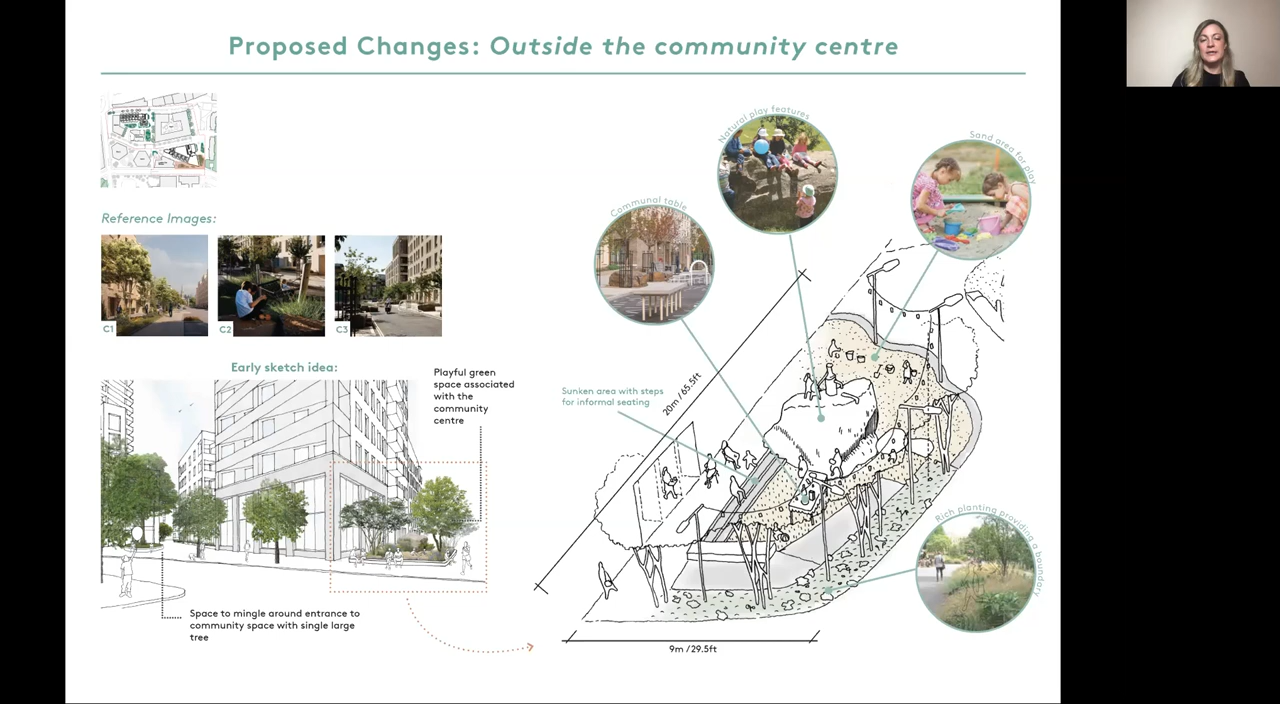 Proposed Changes: Outside the community centre
Reference Images:
C1
C2
C3
Early sketch idea:
Playful green
space associated
with the
community
centre
Space to mingle around entrance to
community space with single large
tree
Natural play features
Sand area for play
Communal table
Sunken area with steps
for informal seating
20m / 65.5ft
Rich planting providing a boundary
9m / 29.5ft